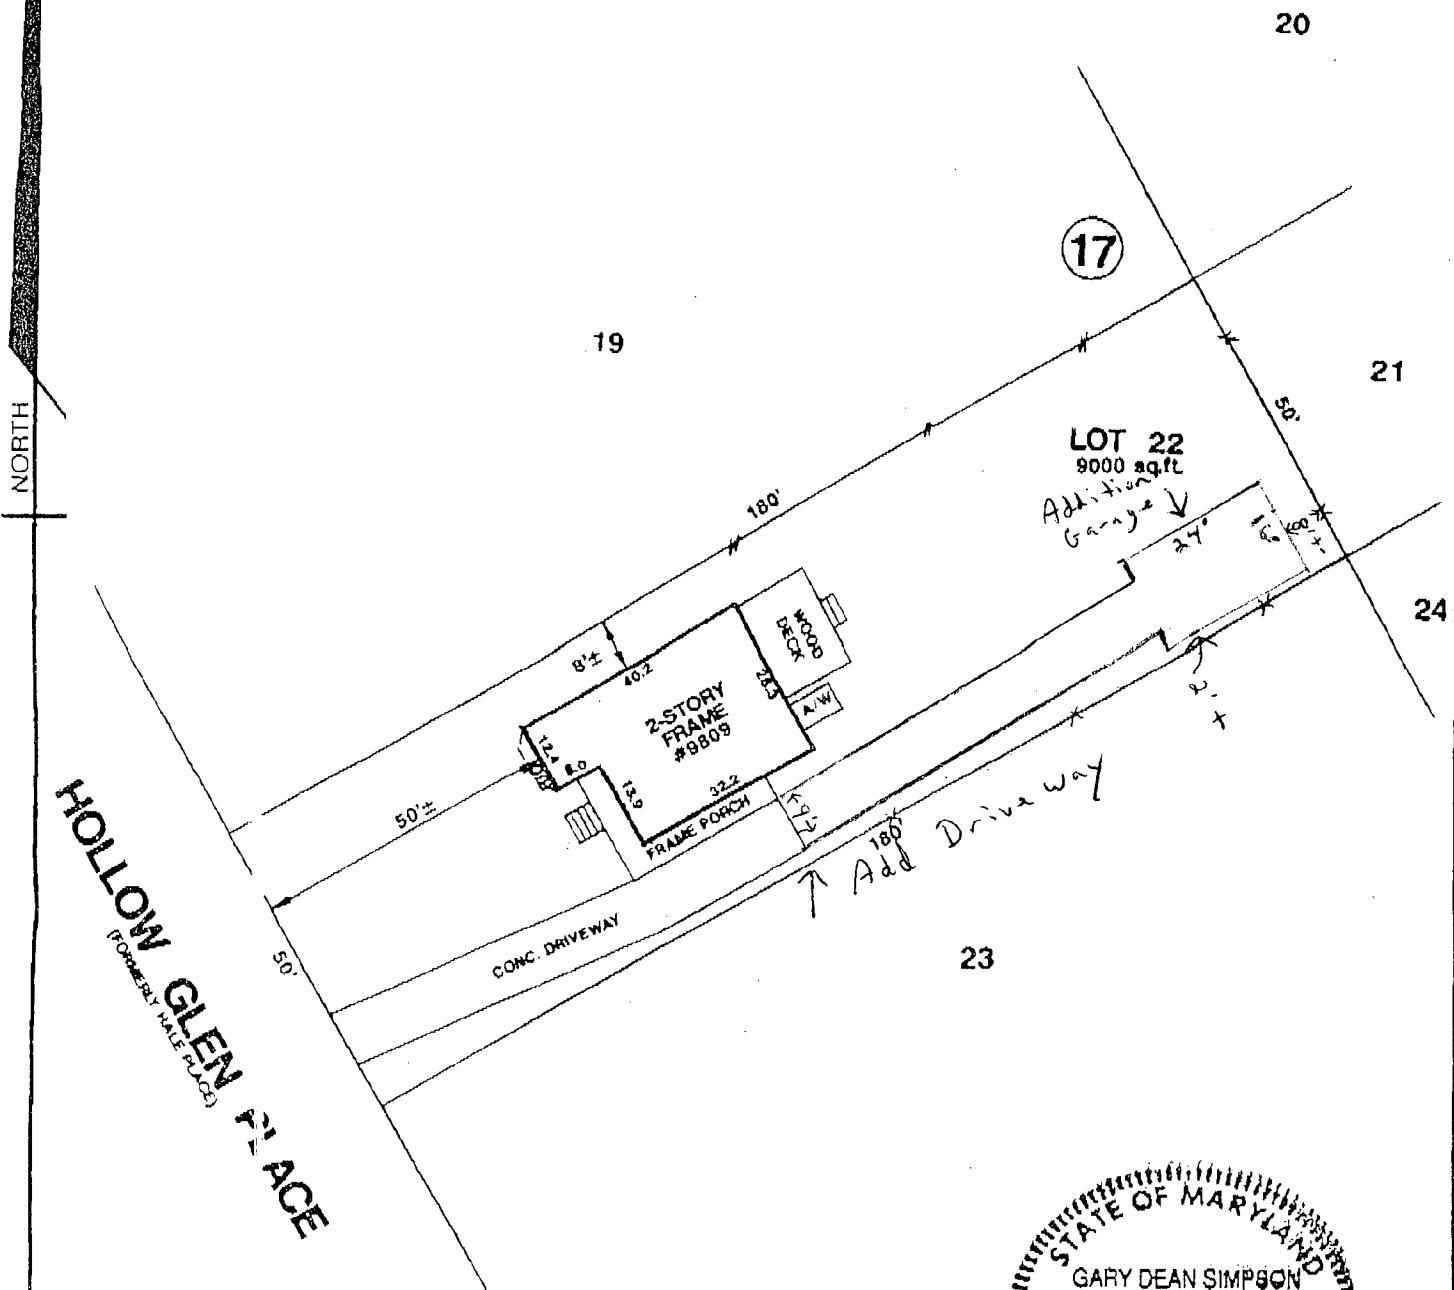 20
17
19
21
NORTH
50'
LOT 22
9000 sq.ft.
Addition
Garage
24'
180'
24
WOOD
DECK
8'±
40.2
28.3
2'+
2-STORY
FRAME
#9809
A/W
12.4
8.0
13.9
32.2
50'±
FRAME PORCH
9'
180'
Add Driveway
CONC. DRIVEWAY
23
50'
HOLLOW GLEN PLACE
(FORMERLY HALE PLACE)
STATE OF MARYLAND
GARY DEAN SIMPSON